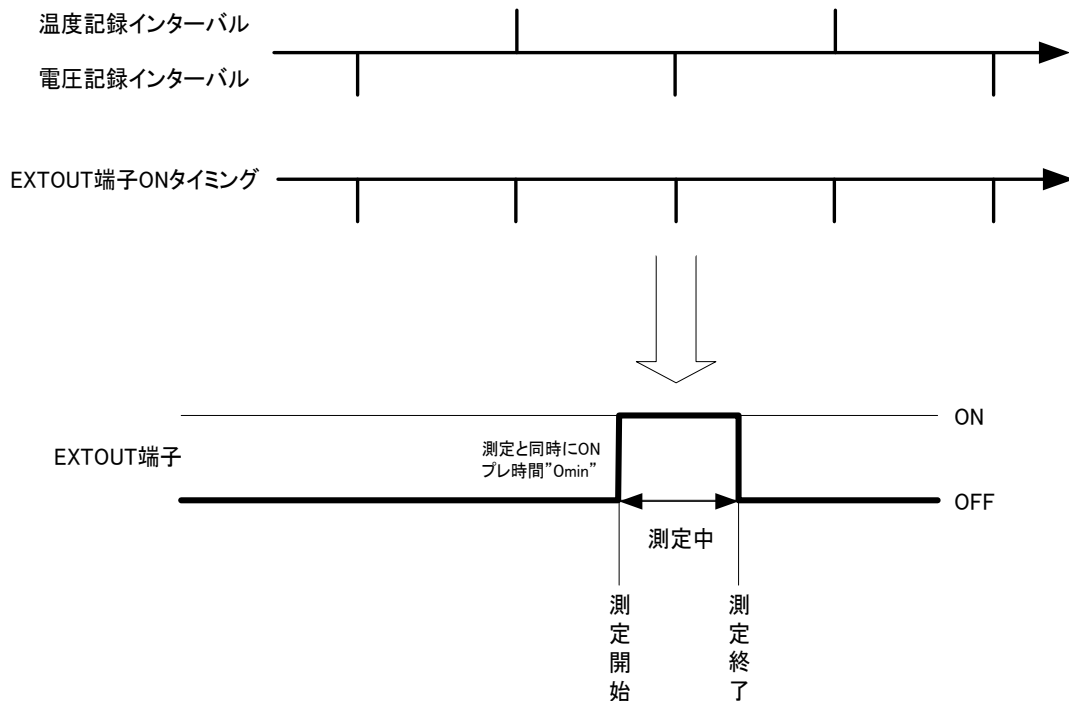 温度記録インターバル
電圧記録インターバル
EXTOUT端子ONタイミング
ON
EXTOUT端子
測定と同時にON
プレ時間”0min”
OFF
測定中
測定開始
測定終了